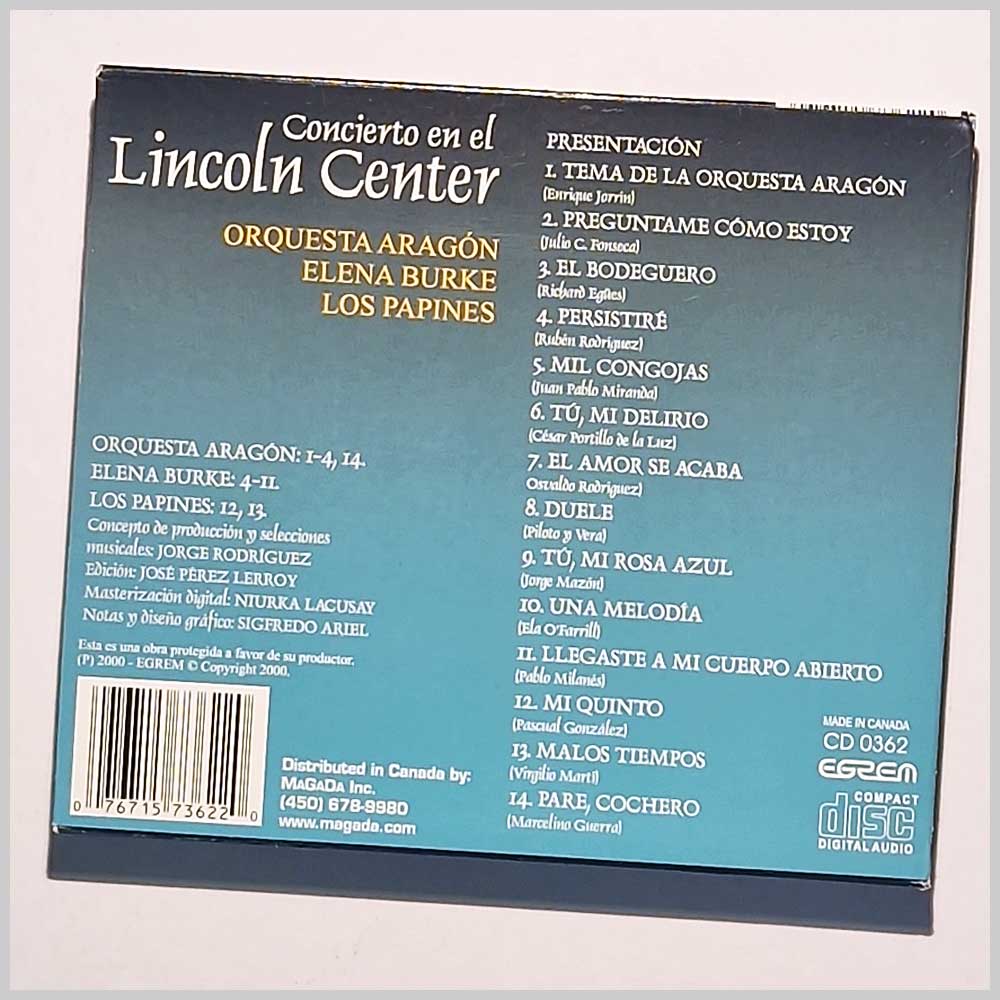 Concierto en el
Lincoln Center
ORQUESTA ARAGÓN
ELENA BURKE
LOS PAPINES
ORQUESTA ARAGÓN: 1-4, 14.
ELENA BURKE: 4-11.
LOS PAPINES: 12, 13.
Concepto de producción y selecciones
musicales: JORGE RODRÍGUEZ
Edición: JOSÉ PÉREZ LERROY
Masterización digital: NIURKA LAGUSAY
Notas y diseño gráfico: SIGFREDO ARIEL
Esta es una obra protegida a favor de su productor.
(P) 2000 - EGREM © Copyright 2000.
0 76715 73622 0
Distributed in Canada by:
MAGADA Inc.
(450) 678-9980
www.magada.com
PRESENTACIÓN
1. TEMA DE LA ORQUESTA ARAGÓN
(Enrique Jorrín)
2. PREGUNTAME CÓMO ESTOY
(Julio C. Fonseca)
3. EL BODEGUERO
(Richard Egües)
4. PERSISTIRÉ
(Rubén Rodríguez)
5. MIL CONGOJAS
(Juan Pablo Miranda)
6. TÚ, MI DELIRIO
(César Portillo de la Luz)
7. EL AMOR SE ACABA
Osvaldo Rodríguez)
8. DUELE
(Piloto y Vera)
9. TÚ, MI ROSA AZUL
(Jorge Mazón)
10. UNA MELODÍA
(Ela O'Farrill)
11. LLEGASTE A MI CUERPO ABIERTO
(Pablo Milanés)
12. MI QUINTO
(Pascual González)
13. MALOS TIEMPOS
(Virgilio Martí)
14. PARE, COCHERO
(Marcelino Guerra)
MADE IN CANADA
CD 0362
EGREM
COMPACT
disc
DIGITAL AUDIO